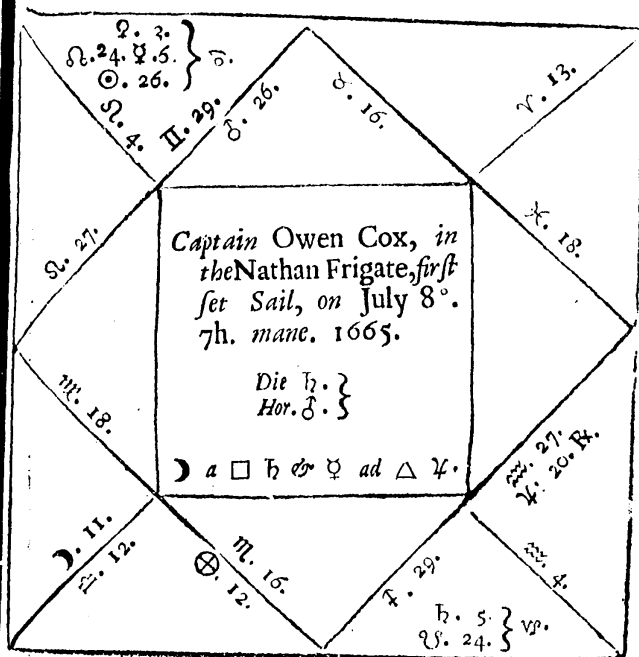 ♀. 2.
☊.24. ☿.5.
☉. 26. } ♋.
♌. 4.
♊. 29.
♂. 26.
♉. 16.
♈. 13.
♌. 27.
♓. 18.
Captain Owen Cox, in
the Nathan Frigate, firſt
ſet Sail, on July 8°.
7h. mane. 1665.
Die ♄. }
Hor. ♂. }
☽ a □ ♄ & ☿ ad △ ♃.
♍. 18.
♒. 27.
♃. 20. ℞.
☽. 11.
♎. 12.
⊗. 12.
♏. 16.
♐. 29.
♒. 4.
♄. 5.
☋. 24. } ♑.